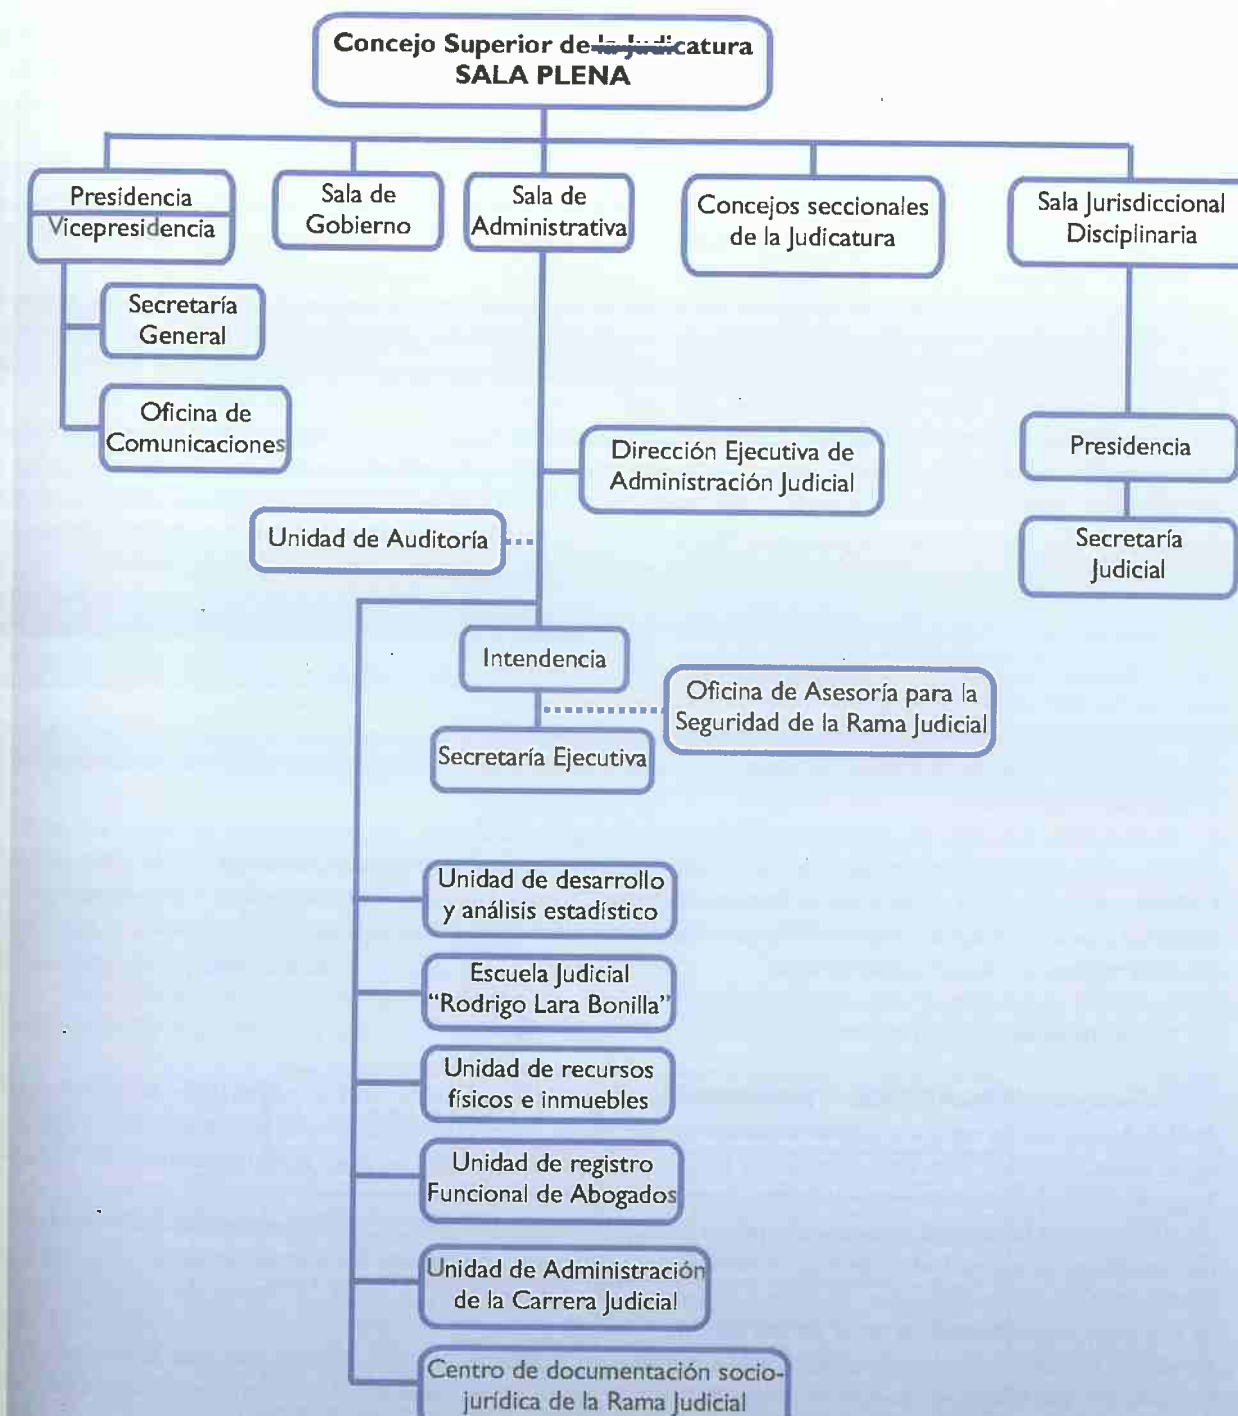 Concejo Superior de la Judicatura
SALA PLENA
Presidencia
Vicepresidencia
Sala de
Gobierno
Sala de
Administrativa
Concejos seccionales
de la Judicatura
Sala Jurisdiccional
Disciplinaria
Secretaría
General
Oficina de
Comunicaciones
Dirección Ejecutiva de
Administración Judicial
Presidencia
Unidad de Auditoría
Secretaría
Judicial
Intendencia
Oficina de Asesoría para la
Seguridad de la Rama Judicial
Secretaría Ejecutiva
Unidad de desarrollo
y análisis estadístico
Escuela Judicial
“Rodrigo Lara Bonilla”
Unidad de recursos
físicos e inmuebles
Unidad de registro
Funcional de Abogados
Unidad de Administración
de la Carrera Judicial
Centro de documentación socio-
jurídica de la Rama Judicial